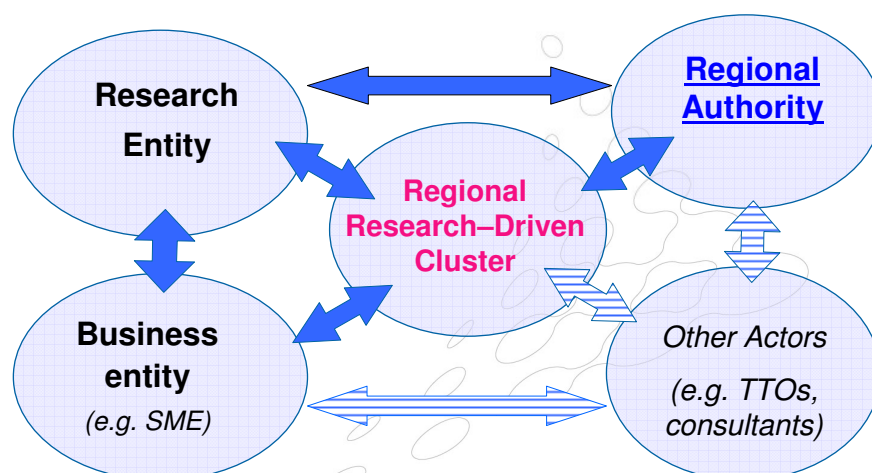 Research
Entity
Regional
Authority
Regional
Research–Driven
Cluster
Business
entity
(e.g. SME)
Other Actors
(e.g. TTOs,
consultants)